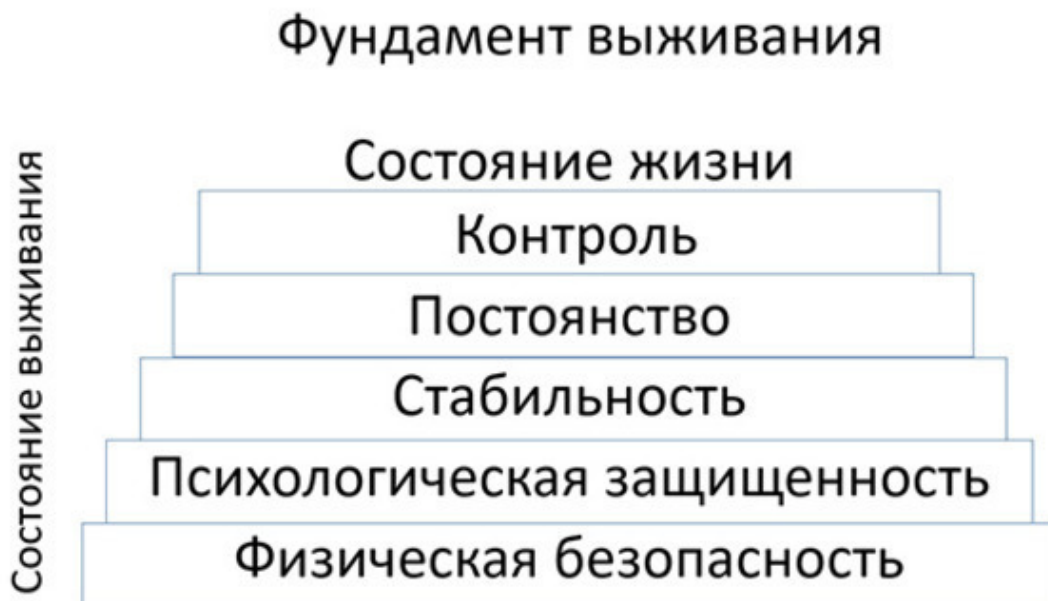 Фундамент выживания
Состояние выживания
Состояние жизни
Контроль
Постоянство
Стабильность
Психологическая защищенность
Физическая безопасность